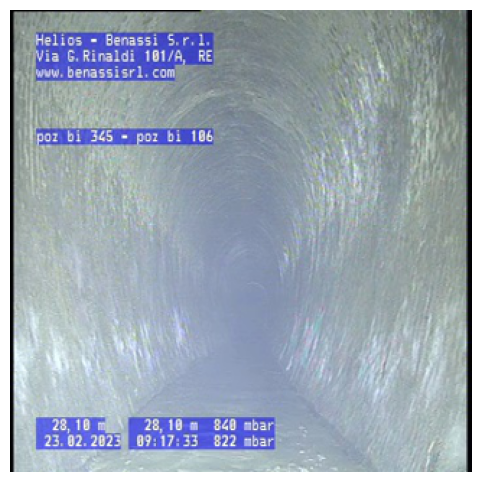 Helios - Benassi S.r.l.
Via G.Rinaldi 101/A, RE
www.benassisrl.com
poz bi 345 - poz bi 106
28,10 m 28,10 m 840 mbar
23.02.2023 09:17:33 822 mbar